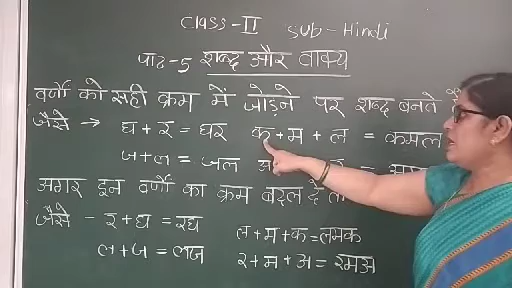 Class-II Sub-Hindi
पाठ-5 शब्द और वाक्य
वर्णो को सही क्रम में जोड़ने पर शब्द बनते
जैसे → घ + र = घर क + म + ल = कमल
ज + ल = जल
अगर इन वर्णो का क्रम बदल दे तो
जैसे - र + घ = रघ ल + म + क = लमक
ल + ज = लज र + म + अ = रमअ